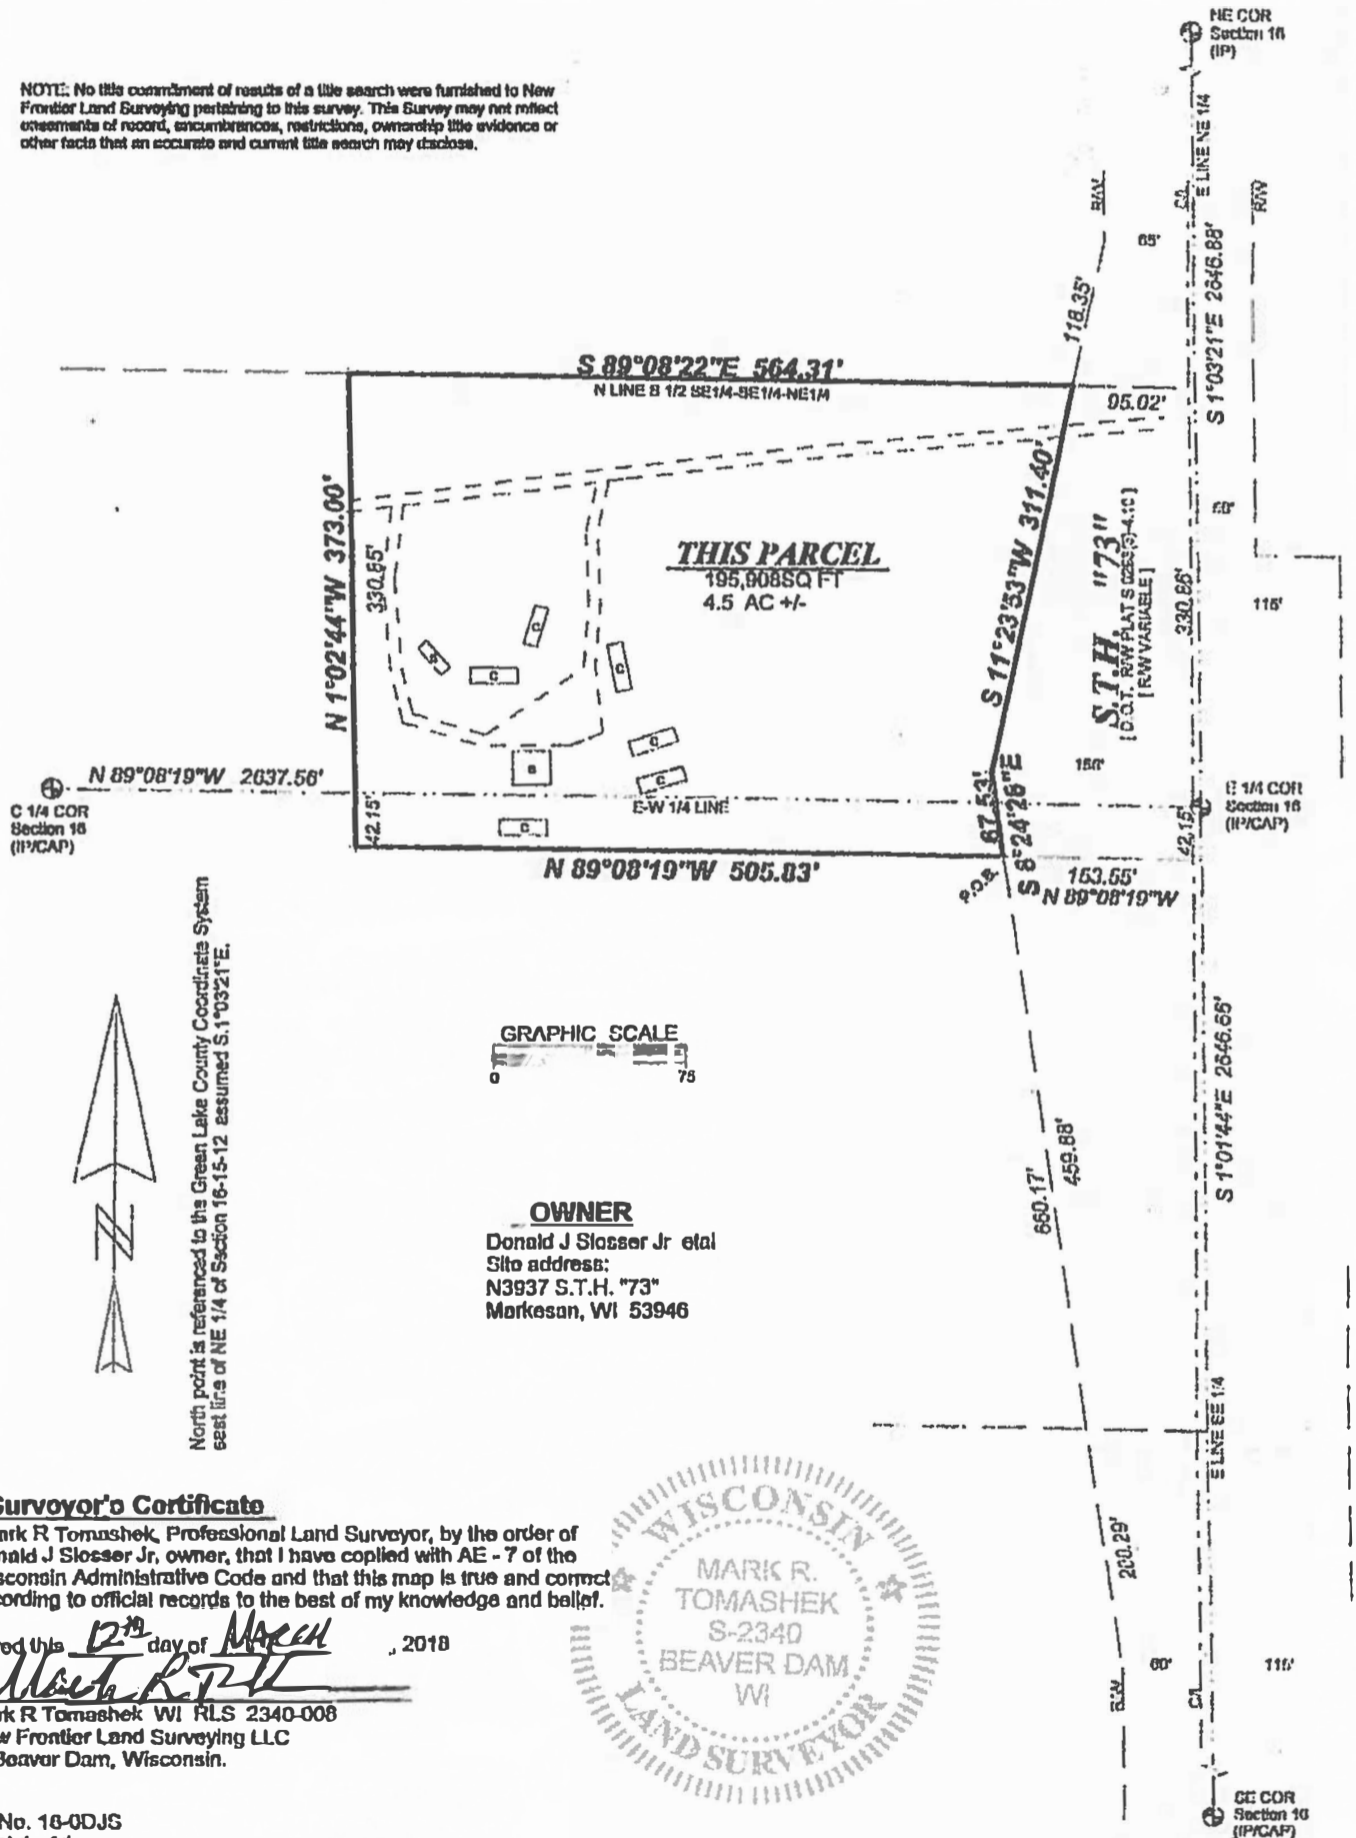 NE COR
Section 16
(IP)
NOTE: No title commitment of results of a title search were furnished to New
Frontier Land Surveying pertaining to this survey. This Survey may not reflect
easements of record, encumbrances, restrictions, ownership title evidence or
other facts that an accurate and current title search may disclose.
E LINE NE 1/4
R/W
C/L
R/W
65'
S 1°03'21"E 2646.88'
118.35'
S 89°08'22"E 564.31'
N LINE S 1/2 SE1/4-SE1/4-NE1/4
95.02'
N 1°02'44"W 373.00'
330.85'
THIS PARCEL
195,908SQ FT
4.5 AC +/-
S 11°23'53"W 311.40'
S.T.H. "73"
[ R/W VARIABLE ]
330.86'
115'
C
C
C
C
C
B
C
N 89°08'19"W 2637.56'
C 1/4 COR
Section 16
(IP/CAP)
E-W 1/4 LINE
E 1/4 COR
Section 16
(IP/CAP)
42.15'
42.15'
67.53'
S 8°24'26"E
N 89°08'19"W 505.83'
P.O.B.
153.55'
N 89°08'19"W
North point is referenced to the Green Lake County Coordinate System
east line of NE 1/4 of Section 16-15-12 assumed S.1°03'21"E.
N
GRAPHIC SCALE
0 75
660.17'
459.88'
S 1°01'44"E 2646.66'
OWNER
Donald J Slosser Jr etal
Site address:
N3937 S.T.H. "73"
Markesan, WI 53946
E LINE SE 1/4
200.29'
Surveyor's Certificate
ark R Tomashek, Professional Land Surveyor, by the order of
nald J Slosser Jr, owner, that I have coplied with AE - 7 of the
sconsin Administrative Code and that this map is true and correct
cording to official records to the best of my knowledge and belief.
ed this 12th day of MARCH , 2018
rk R Tomashek WI RLS 2340-008
w Frontier Land Surveying LLC
Beaver Dam, Wisconsin.
WISCONSIN
MARK R.
TOMASHEK
S-2340
BEAVER DAM
WI
LAND SURVEYOR
60'
115'
R/W
C/L
No. 18-0DJS
SE COR
Section 16
(IP/CAP)